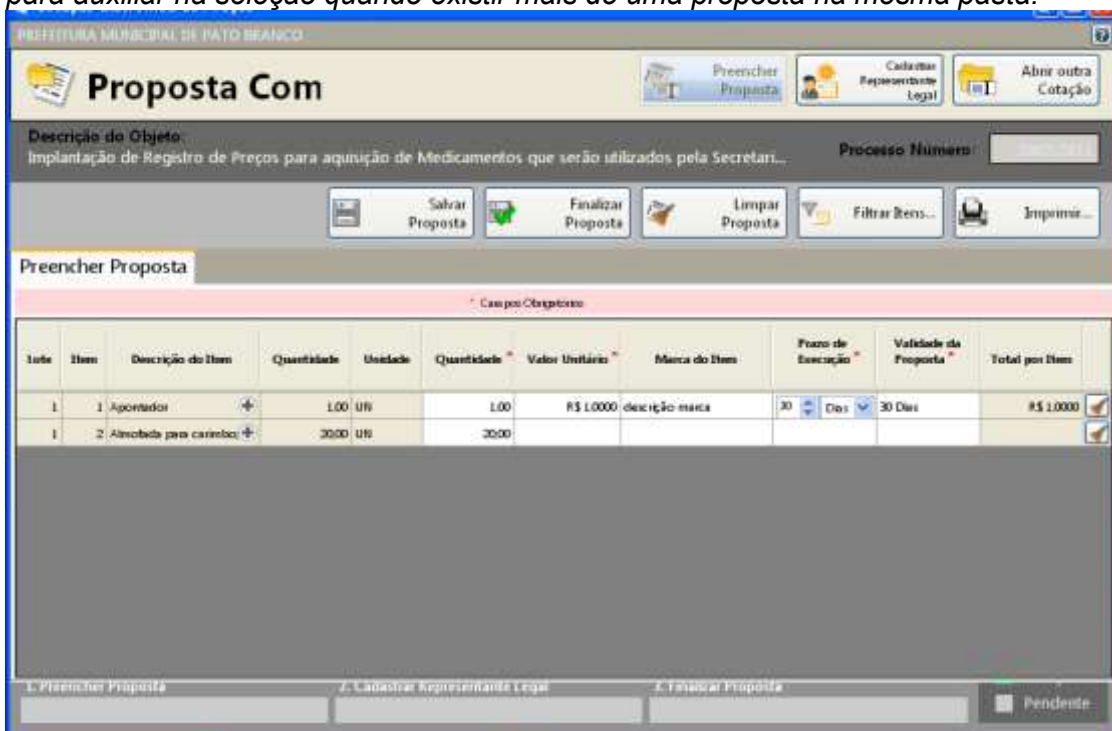 para auxiliar na seleção quando existir mais de uma proposta na mesma pasta.
PREFEITURA MUNICIPAL DE PATO BRANCO
Proposta Com
Preencher Proposta
Cadastrar Representante Legal
Abrir outra Cotação
Descrição do Objeto:
Implantação de Registro de Preços para aquisição de Medicamentos que serão utilizados pela Secretari...
Processo Número:
Salvar Proposta
Finalizar Proposta
Limpar Proposta
Filtrar Itens...
Imprimir...
Preencher Proposta
* Campos Obrigatórios
Lote Item Descrição do Item Quantidade Unidade Quantidade * Valor Unitário * Marca do Item Prazo de Execução * Validade da Proposta * Total por Item
1 1 Apontador 1,00 UN 1,00 R$ 1,0000 descrição marca 30 Dias 30 Dias R$ 1,0000
1 2 Almofada para carimbo; 20,00 UN 20,00
1. Preencher Proposta
2. Cadastrar Representante Legal
3. Finalizar Proposta
Pendente